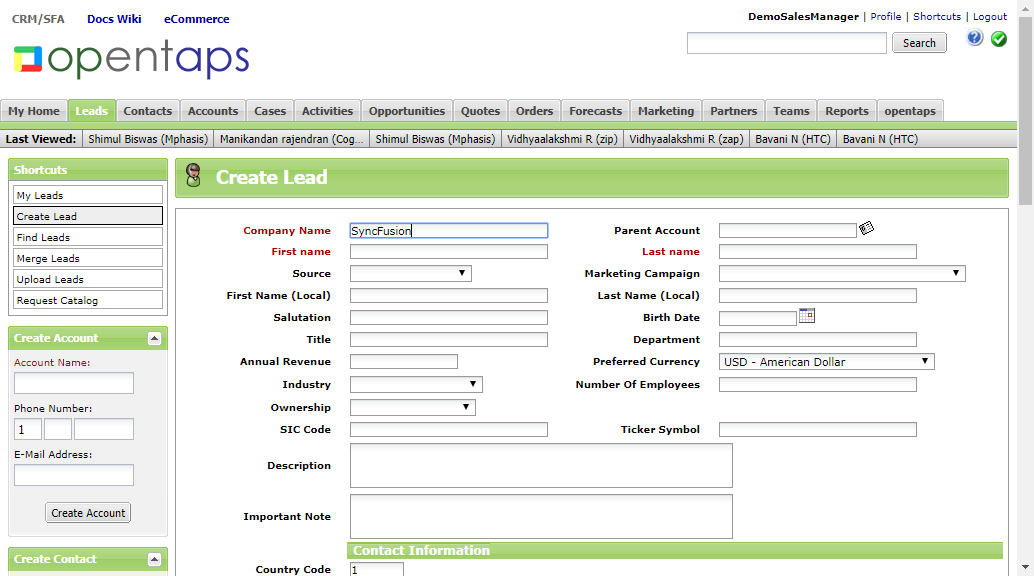 CRM/SFA Docs Wiki eCommerce
DemoSalesManager | Profile | Shortcuts | Logout
opentaps
Search
My Home Leads Contacts Accounts Cases Activities Opportunities Quotes Orders Forecasts Marketing Partners Teams Reports opentaps
Last Viewed: Shimul Biswas (Mphasis) Manikandan rajendran (Cog... Shimul Biswas (Mphasis) Vidhyaalakshmi R (zip) Vidhyaalakshmi R (zap) Bavani N (HTC) Bavani N (HTC)
Shortcuts
My Leads
Create Lead
Find Leads
Merge Leads
Upload Leads
Request Catalog
Create Account
Account Name:
Phone Number:
1
E-Mail Address:
Create Account
Create Contact
Create Lead
Company Name SyncFusion Parent Account
First name Last name
Source Marketing Campaign
First Name (Local) Last Name (Local)
Salutation Birth Date
Title Department
Annual Revenue Preferred Currency USD - American Dollar
Industry Number Of Employees
Ownership
SIC Code Ticker Symbol
Description
Important Note
Contact Information
Country Code 1